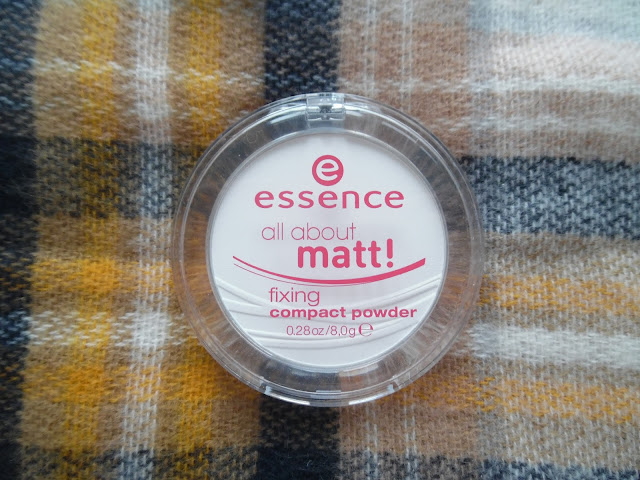 e
essence
all about
matt!
fixing
compact powder
0.28oz/8,0g℮